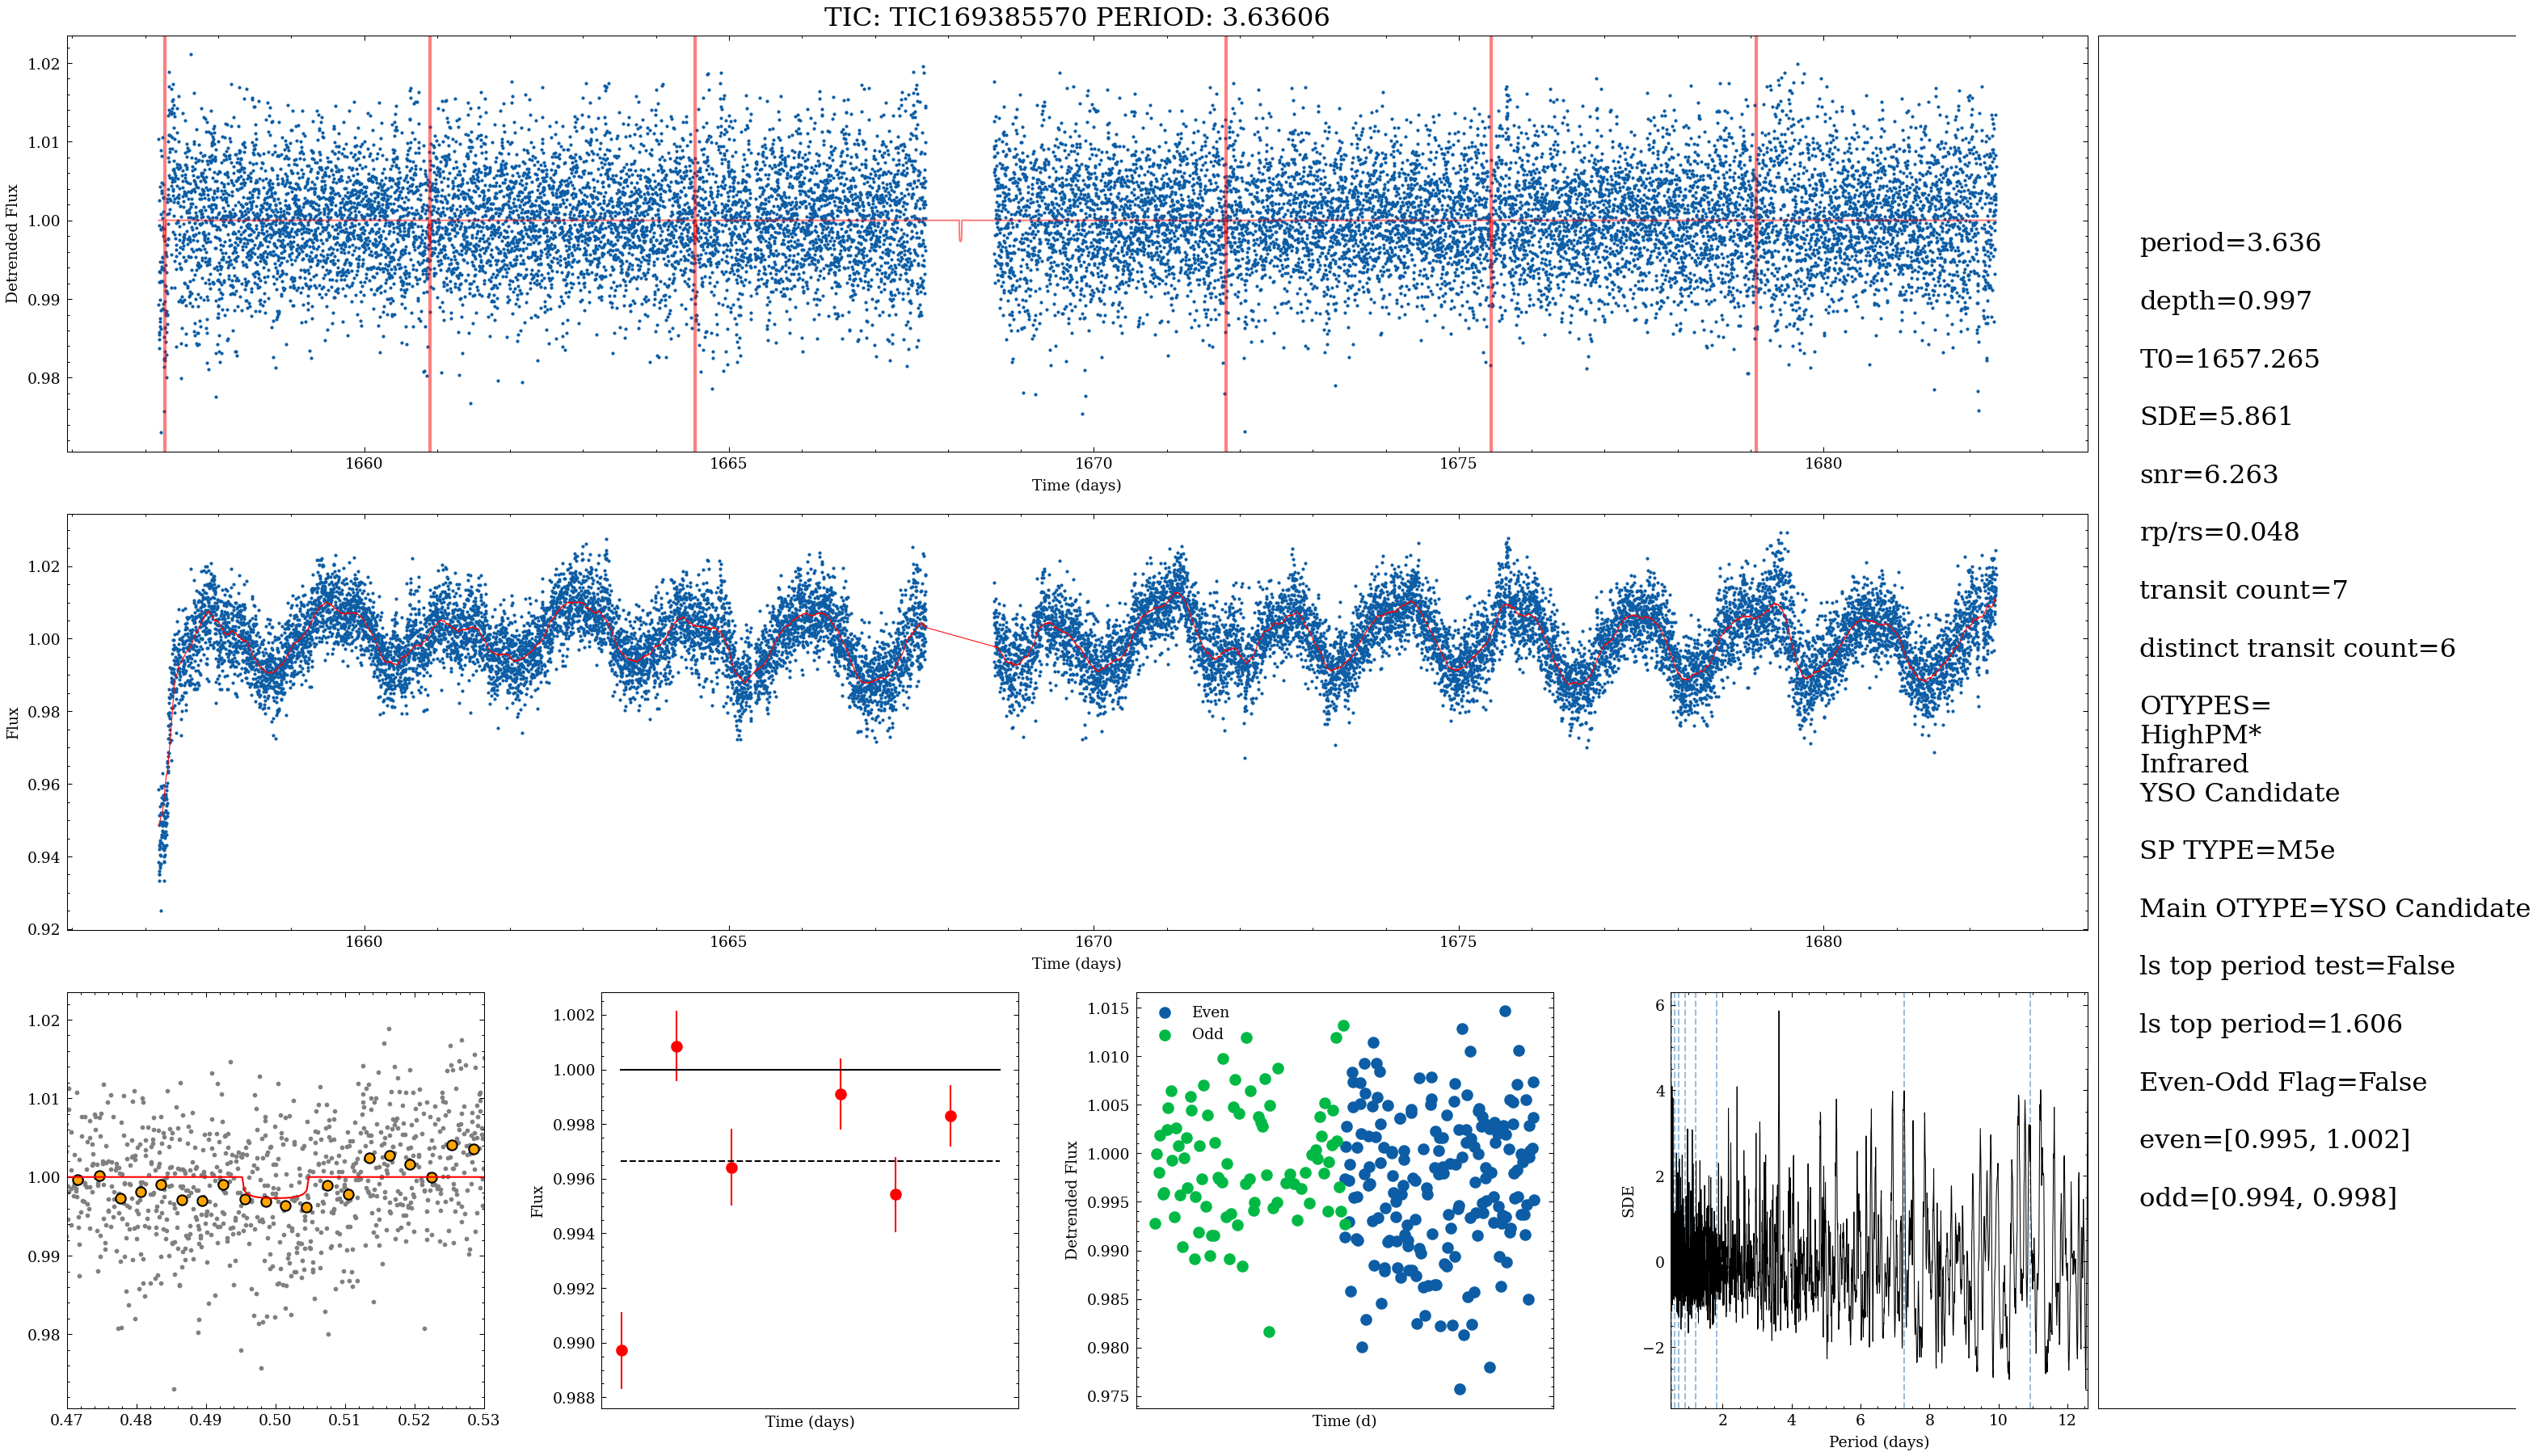 TIC: TIC169385570 PERIOD: 3.63606
1.02
1.01
1.00
0.99
0.98
Detrended Flux
1660
1665
1670
1675
1680
Time (days)
1.02
1.00
0.98
0.96
0.94
0.92
Flux
1660
1665
1670
1675
1680
Time (days)
1.02
1.01
1.00
0.99
0.98
0.47
0.48
0.49
0.50
0.51
0.52
0.53
1.002
1.000
0.998
0.996
0.994
0.992
0.990
0.988
Flux
Time (days)
1.015
1.010
1.005
1.000
0.995
0.990
0.985
0.980
0.975
Detrended Flux
Even
Odd
Time (d)
6
4
2
0
−2
SDE
2
4
6
8
10
12
Period (days)
period=3.636
depth=0.997
T0=1657.265
SDE=5.861
snr=6.263
rp/rs=0.048
transit count=7
distinct transit count=6
OTYPES=
HighPM*
Infrared
YSO Candidate
SP TYPE=M5e
Main OTYPE=YSO Candidate
ls top period test=False
ls top period=1.606
Even-Odd Flag=False
even=[0.995, 1.002]
odd=[0.994, 0.998]